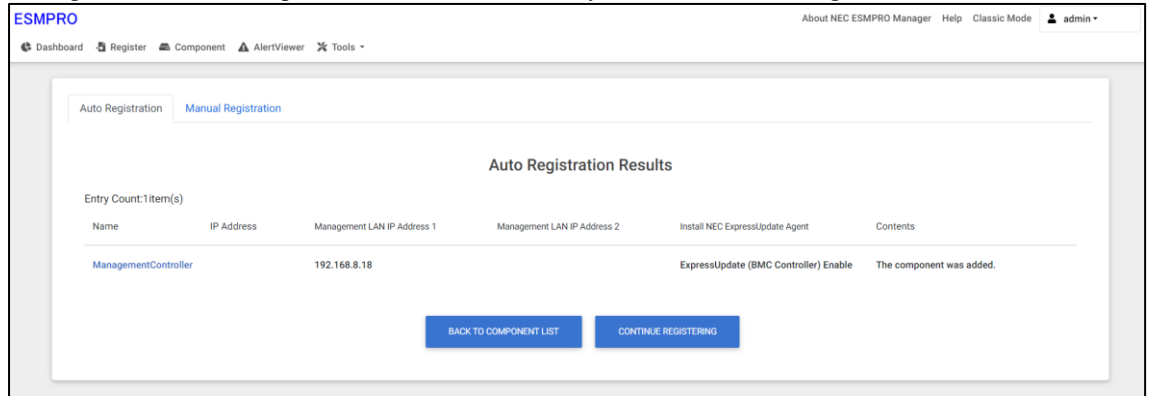 ESMPRO
About NEC ESMPRO Manager Help Classic Mode admin
Dashboard Register Component AlertViewer Tools
Auto Registration Manual Registration
Auto Registration Results
Entry Count:1item(s)
Name IP Address Management LAN IP Address 1 Management LAN IP Address 2 Install NEC ExpressUpdate Agent Contents
ManagementController 192.168.8.18 ExpressUpdate (BMC Controller) Enable The component was added.
BACK TO COMPONENT LIST CONTINUE REGISTERING